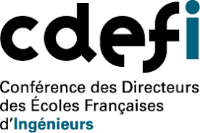 cdefi
Conférence des Directeurs
des Écoles Françaises
d'Ingénieurs